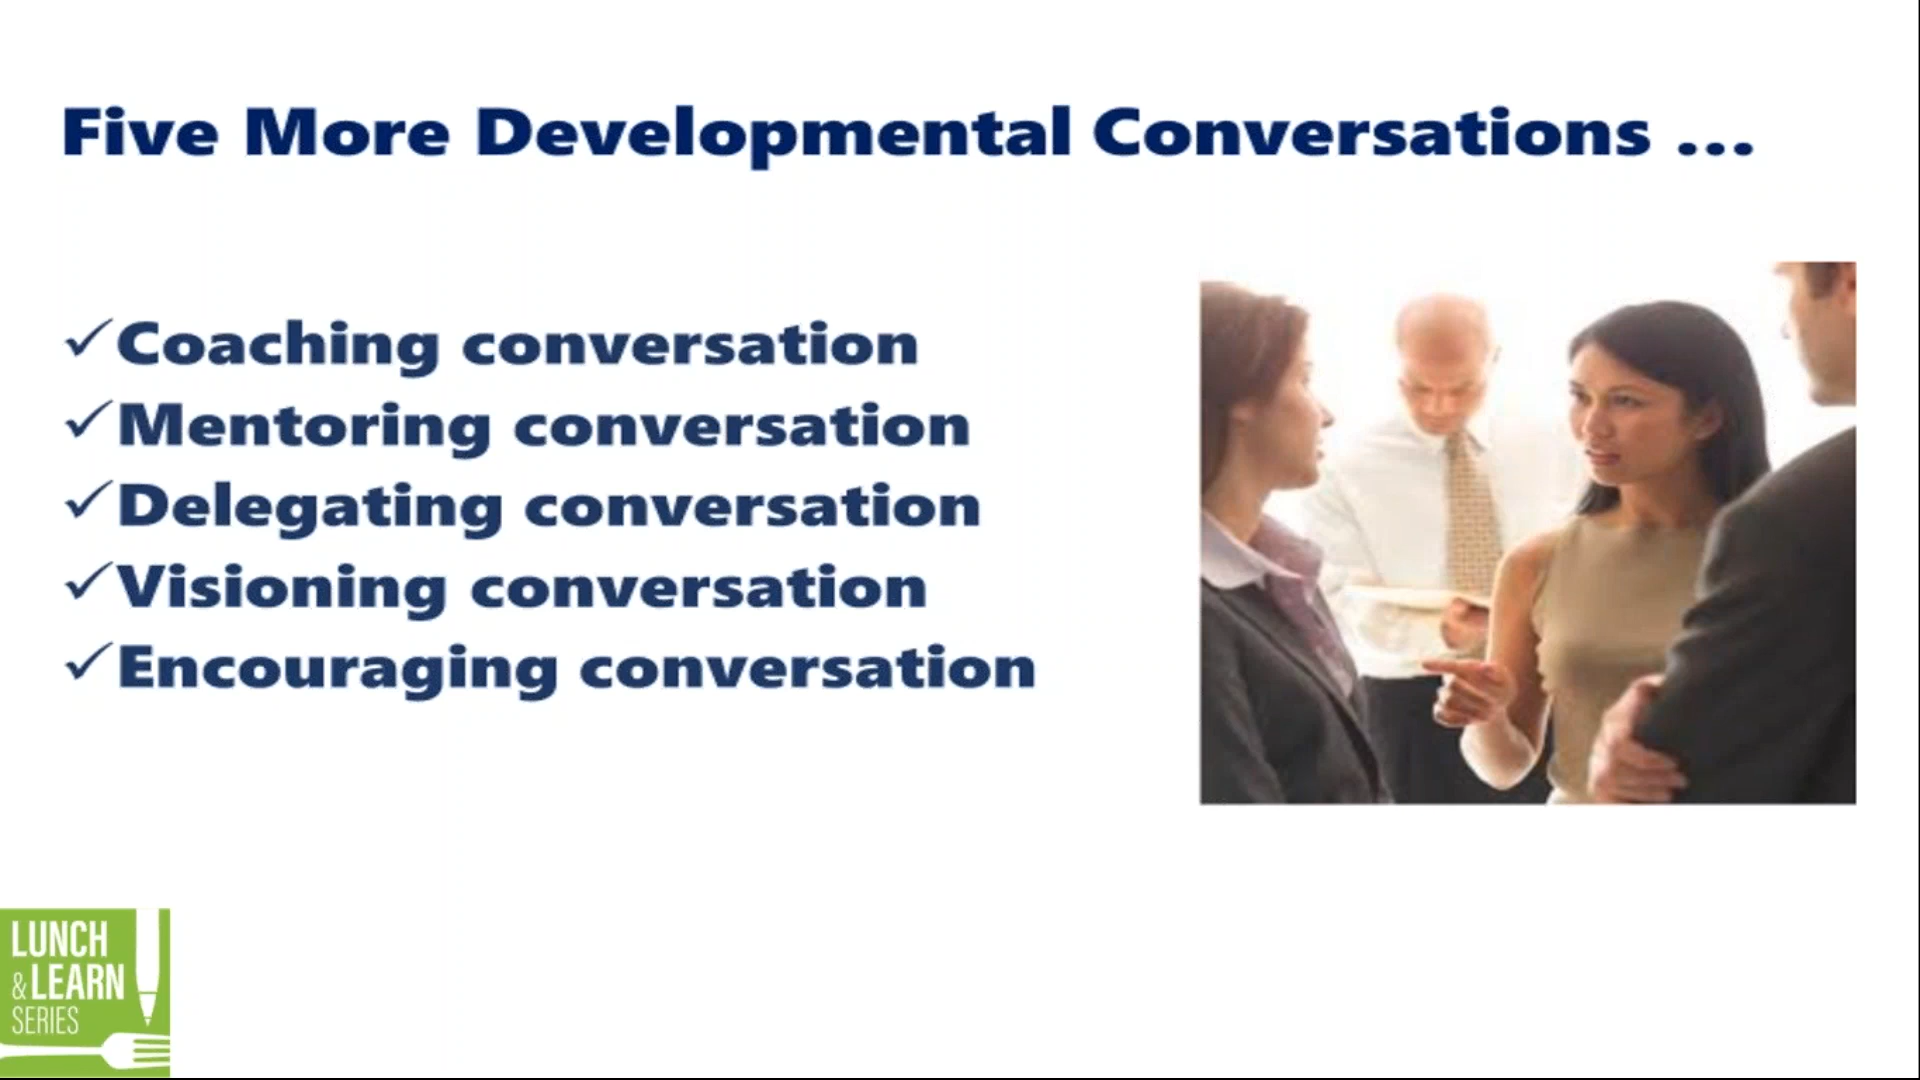 Five More Developmental Conversations ...
Coaching conversation
Mentoring conversation
Delegating conversation
Visioning conversation
Encouraging conversation
LUNCH
&LEARN
SERIES